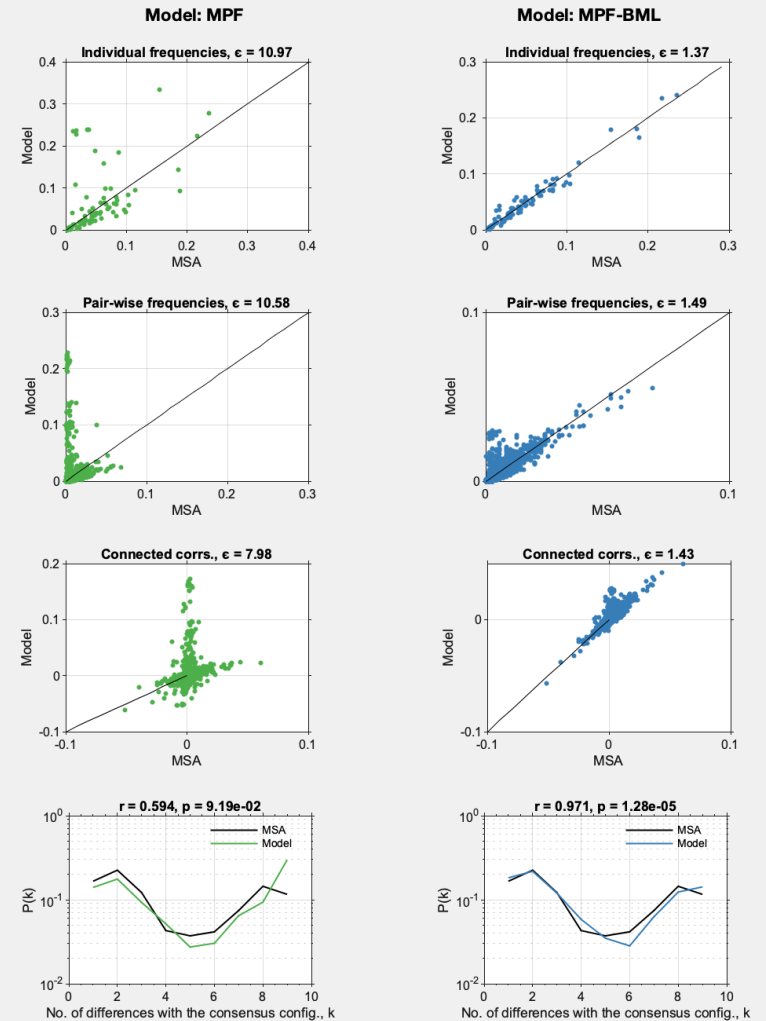 Model: MPF
Model: MPF-BML
Individual frequencies, ϵ = 10.97
0.4
0.3
0.2
0.1
0
Model
0
0.1
0.2
0.3
0.4
MSA
Individual frequencies, ϵ = 1.37
0.3
0.2
0.1
0
Model
0
0.1
0.2
0.3
MSA
Pair-wise frequencies, ϵ = 10.58
0.3
0.2
0.1
0
Model
0
0.1
0.2
0.3
MSA
Pair-wise frequencies, ϵ = 1.49
0.1
0
Model
0
0.1
MSA
Connected corrs., ϵ = 7.98
0.2
0.1
0
-0.1
Model
-0.1
0
0.1
MSA
Connected corrs., ϵ = 1.43
0
-0.1
Model
-0.1
0
0.1
MSA
r = 0.594, p = 9.19e-02
10^0
10^-1
10^-2
P(k)
MSA
Model
0
2
4
6
8
10
No. of differences with the consensus config., k
r = 0.971, p = 1.28e-05
10^0
10^-1
10^-2
P(k)
MSA
Model
0
2
4
6
8
10
No. of differences with the consensus config., k